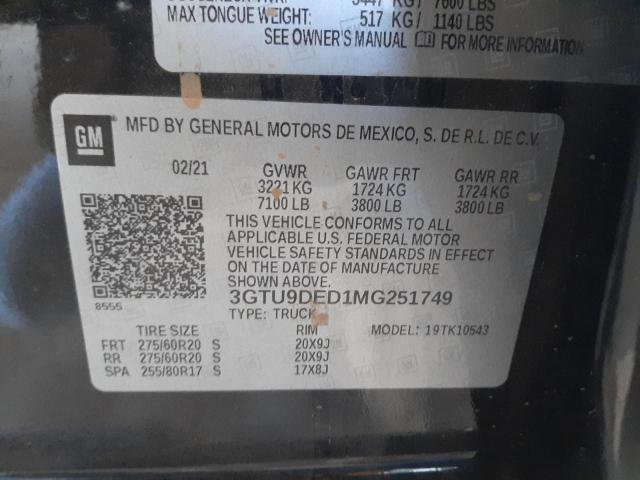 5447 KG / 7600 LBS
MAX TONGUE WEIGHT: 517 KG / 1140 LBS
SEE OWNER'S MANUAL FOR MORE INFORMATION
GM MFD BY GENERAL MOTORS DE MEXICO, S. DE R.L. DE C.V.
02/21 GVWR GAWR FRT GAWR RR
3221 KG 1724 KG 1724 KG
7100 LB 3800 LB 3800 LB
THIS VEHICLE CONFORMS TO ALL
APPLICABLE U.S. FEDERAL MOTOR
VEHICLE SAFETY STANDARDS IN EFFECT
ON THE DATE OF MANUFACTURE SHOWN ABOVE.
8555 3GTU9DED1MG251749
TYPE: TRUCK MODEL: 19TK10543
TIRE SIZE RIM
FRT 275/60R20 S 20X9J
RR 275/60R20 S 20X9J
SPA 255/80R17 S 17X8J